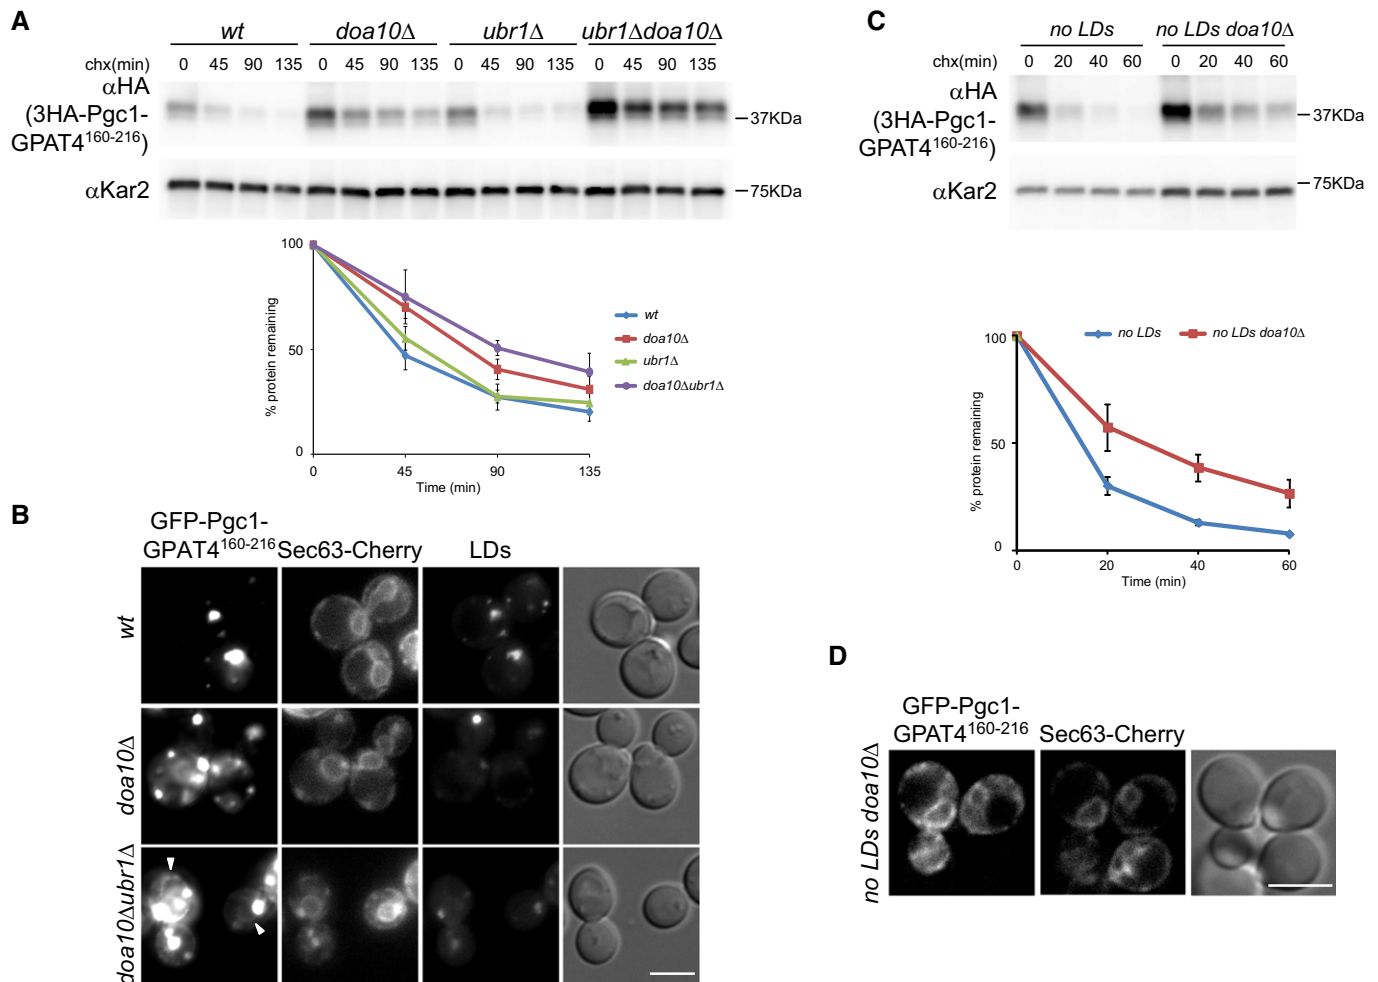 A
wt doa10Δ ubr1Δ ubr1Δdoa10Δ
chx(min) 0 45 90 135 0 45 90 135 0 45 90 135 0 45 90 135
αHA
(3HA-Pgc1-
GPAT4160-216)
37KDa
αKar2
75KDa
100
50
0
% protein remaining
0 45 90 135
Time (min)
wt
doa10Δ
ubr1Δ
doa10Δubr1Δ
B
GFP-Pgc1-
GPAT4160-216 Sec63-Cherry LDs
wt
doa10Δ
doa10Δubr1Δ
C
no LDs no LDs doa10Δ
chx(min) 0 20 40 60 0 20 40 60
αHA
(3HA-Pgc1-
GPAT4160-216)
37KDa
αKar2
75KDa
no LDs no LDs doa10Δ
100
50
0
% protein remaining
0 20 40 60
Time (min)
D
GFP-Pgc1-
GPAT4160-216 Sec63-Cherry
no LDs doa10Δ